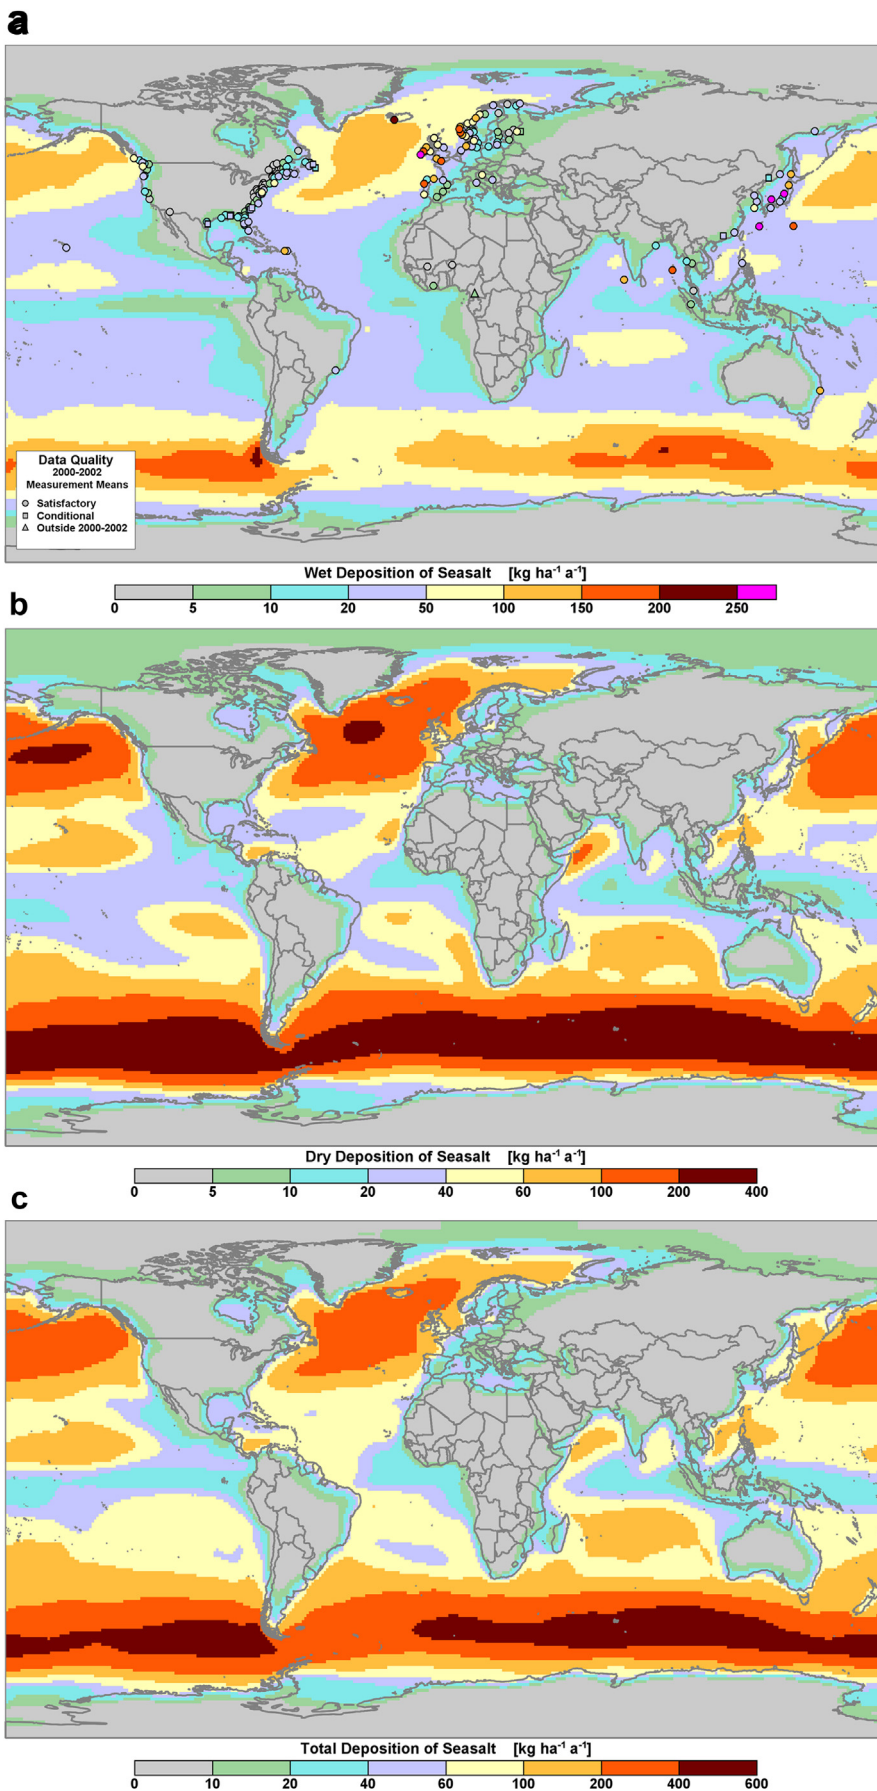 a
Data Quality
2000-2002
Measurement Means
Satisfactory
Conditional
Outside 2000-2002
Wet Deposition of Seasalt [kg ha⁻¹ a⁻¹]
0 5 10 20 50 100 150 200 250
b
Dry Deposition of Seasalt [kg ha⁻¹ a⁻¹]
0 5 10 20 40 60 100 200 400
c
Total Deposition of Seasalt [kg ha⁻¹ a⁻¹]
0 10 20 40 60 100 200 400 600